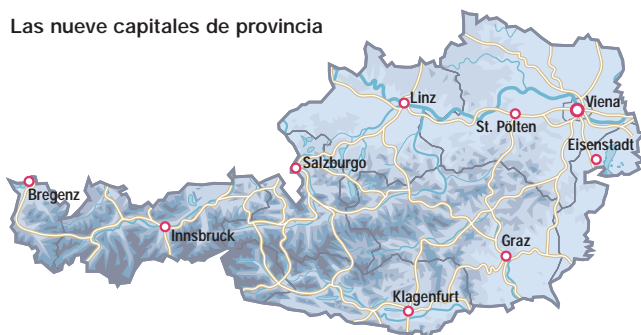 Las nueve capitales de provincia
Linz
Viena
St. Pölten
Eisenstadt
Salzburgo
Bregenz
Innsbruck
Graz
Klagenfurt